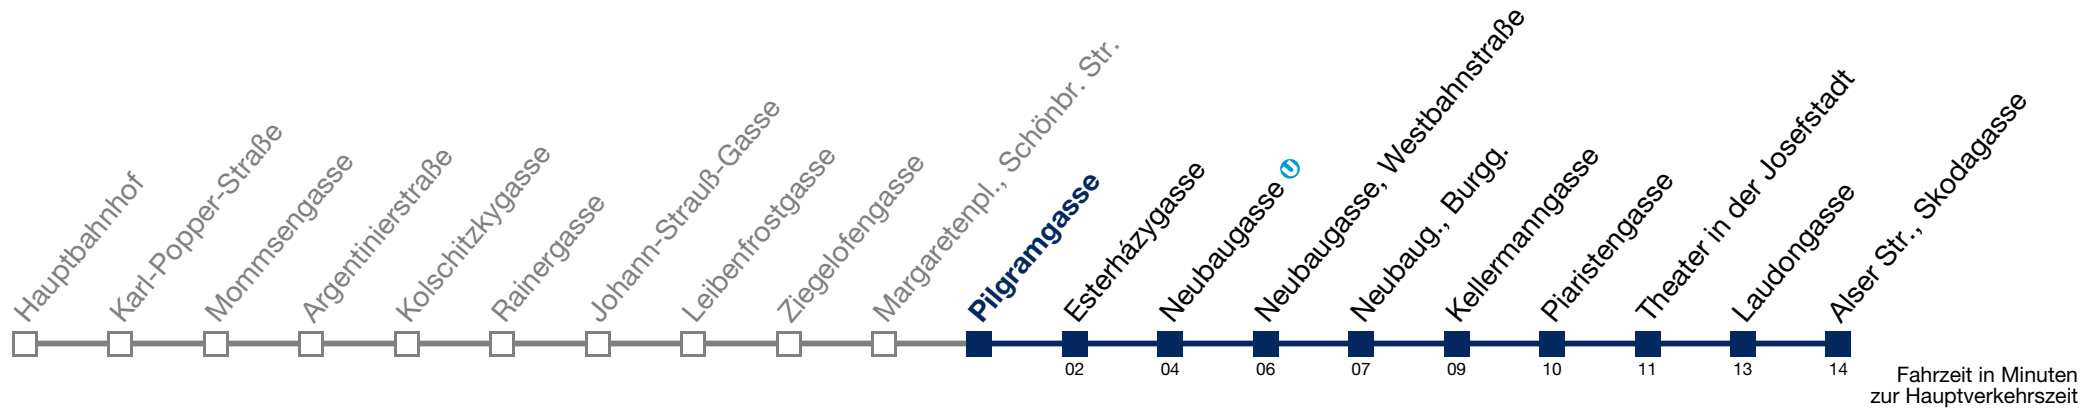 Hauptbahnhof
Karl-Popper-Straße
Mommsengasse
Argentinierstraße
Kolschitzkygasse
Rainergasse
Johann-Strauß-Gasse
Leibenfrostgasse
Ziegelofengasse
Margaretenpl., Schönbr. Str.
Pilgramgasse
Esterházygasse
Neubaugasse U
Neubaugasse, Westbahnstraße
Neubaug., Burgg.
Kellermanngasse
Piaristengasse
Theater in der Josefstadt
Laudongasse
Alser Str., Skodagasse
02 04 06 07 09 10 11 13 14
Fahrzeit in Minuten
zur Hauptverkehrszeit